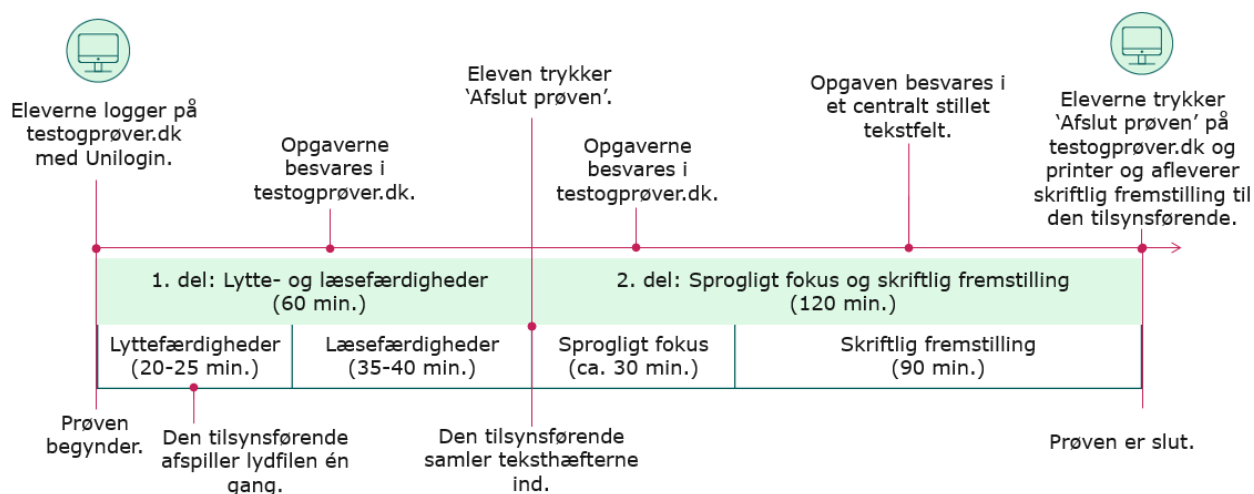 Eleverne logger på
testogprøver.dk
med Unilogin.
Opgaverne
besvares i
testogprøver.dk.
Eleven trykker
‘Afslut prøven’.
Opgaverne
besvares i
testogprøver.dk.
Opgaven besvares i
et centralt stillet
tekstfelt.
Eleverne trykker
‘Afslut prøven’ på
testogprøver.dk og
printer og afleverer
skriftlig fremstilling til
den tilsynsførende.
1. del: Lytte- og læsefærdigheder
(60 min.)
2. del: Sprogligt fokus og skriftlig fremstilling
(120 min.)
Lyttefærdigheder
(20-25 min.)
Læsefærdigheder
(35-40 min.)
Sprogligt fokus
(ca. 30 min.)
Skriftlig fremstilling
(90 min.)
Prøven
begynder.
Den tilsynsførende
afspiller lydfilen én
gang.
Den tilsynsførende
samler teksthæfterne
ind.
Prøven er slut.